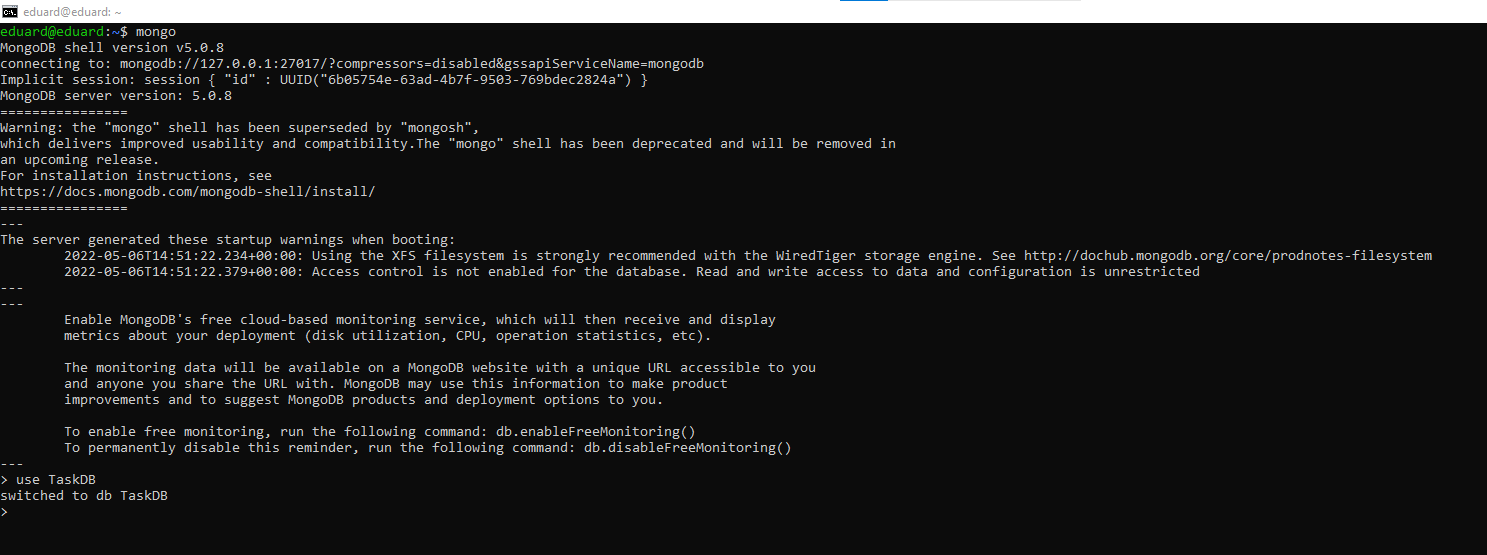 eduard@eduard: ~
eduard@eduard:~$ mongo
MongoDB shell version v5.0.8
connecting to: mongodb://127.0.0.1:27017/?compressors=disabled&gssapiServiceName=mongodb
Implicit session: session { "id" : UUID("6b05754e-63ad-4b7f-9503-769bdec2824a") }
MongoDB server version: 5.0.8
================
Warning: the "mongo" shell has been superseded by "mongosh",
which delivers improved usability and compatibility.The "mongo" shell has been deprecated and will be removed in
an upcoming release.
For installation instructions, see
https://docs.mongodb.com/mongodb-shell/install/
================
---
The server generated these startup warnings when booting:
        2022-05-06T14:51:22.234+00:00: Using the XFS filesystem is strongly recommended with the WiredTiger storage engine. See http://dochub.mongodb.org/core/prodnotes-filesystem
        2022-05-06T14:51:22.379+00:00: Access control is not enabled for the database. Read and write access to data and configuration is unrestricted
---
---
        Enable MongoDB's free cloud-based monitoring service, which will then receive and display
        metrics about your deployment (disk utilization, CPU, operation statistics, etc).

        The monitoring data will be available on a MongoDB website with a unique URL accessible to you
        and anyone you share the URL with. MongoDB may use this information to make product
        improvements and to suggest MongoDB products and deployment options to you.

        To enable free monitoring, run the following command: db.enableFreeMonitoring()
        To permanently disable this reminder, run the following command: db.disableFreeMonitoring()
---
> use TaskDB
switched to db TaskDB
>